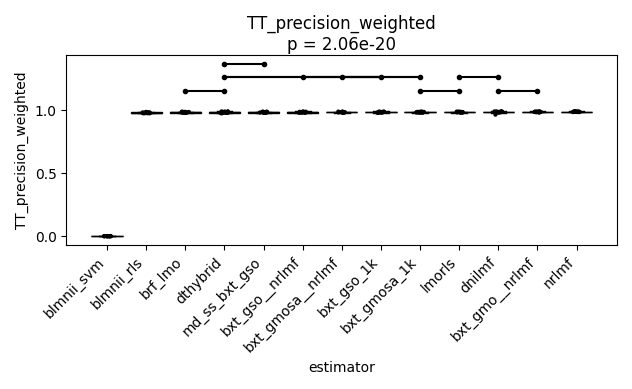 TT_precision_weighted
p = 2.06e-20
TT_precision_weighted
1.0
0.5
0.0
blmnii_svm
blmnii_rls
brf_lmo
dthybrid
md_ss_bxt_gso
bxt_gso__nrlmf
bxt_gmosa__nrlmf
bxt_gso_1k
bxt_gmosa_1k
lmorls
dnilmf
bxt_gmo__nrlmf
nrlmf
estimator